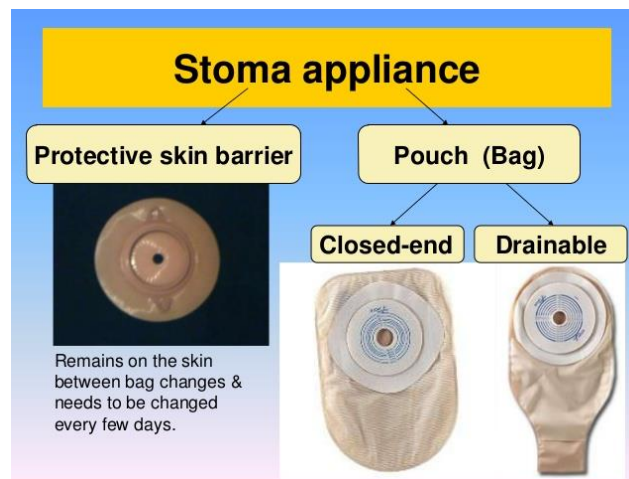 Stoma appliance
Protective skin barrier
Pouch (Bag)
Closed-end
Drainable
Remains on the skin
between bag changes &
needs to be changed
every few days.